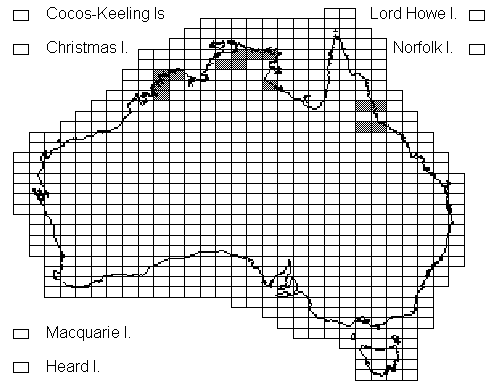 Cocos-Keeling Is
Lord Howe I.
Christmas I.
Norfolk I.
Macquarie I.
Heard I.